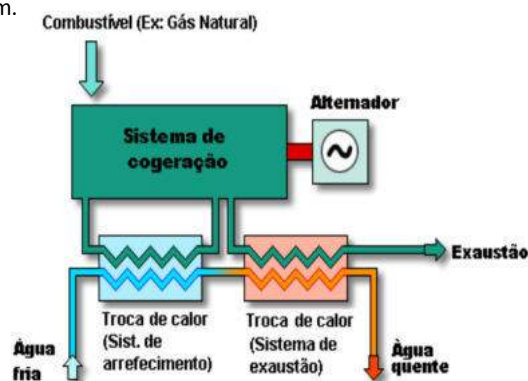 m.
Combustível (Ex: Gás Natural)
Alternador
Sistema de
cogeração
Exaustão
Troca de calor
(Sist. de
arrefecimento)
Troca de calor
(Sistema de
exaustão)
Água
fria
Àgua
quente